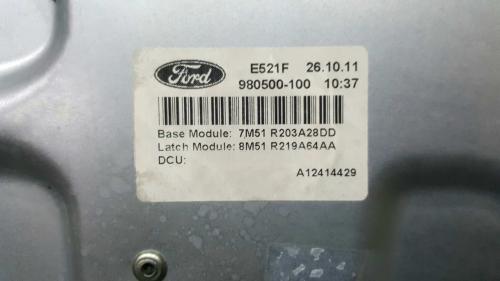 Ford E521F 26.10.11
980500-100 10:37
Base Module: 7M51 R203A28DD
Latch Module: 8M51 R219A64AA
DCU:
A12414429